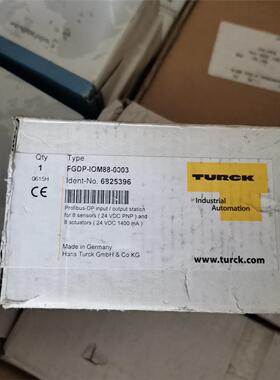 Qty
Type
1
FGDP-IOM88-0303
0615H
Ident-No. 6825396
CE
Profibus-DP input / output station
for 8 sensors ( 24 VDC PNP ) and
8 actuators ( 24 VDC 1400 mA )
Made in Germany
Hans Turck GmbH & Co KG
TURCK
Industrial
Automation
www.turck.com